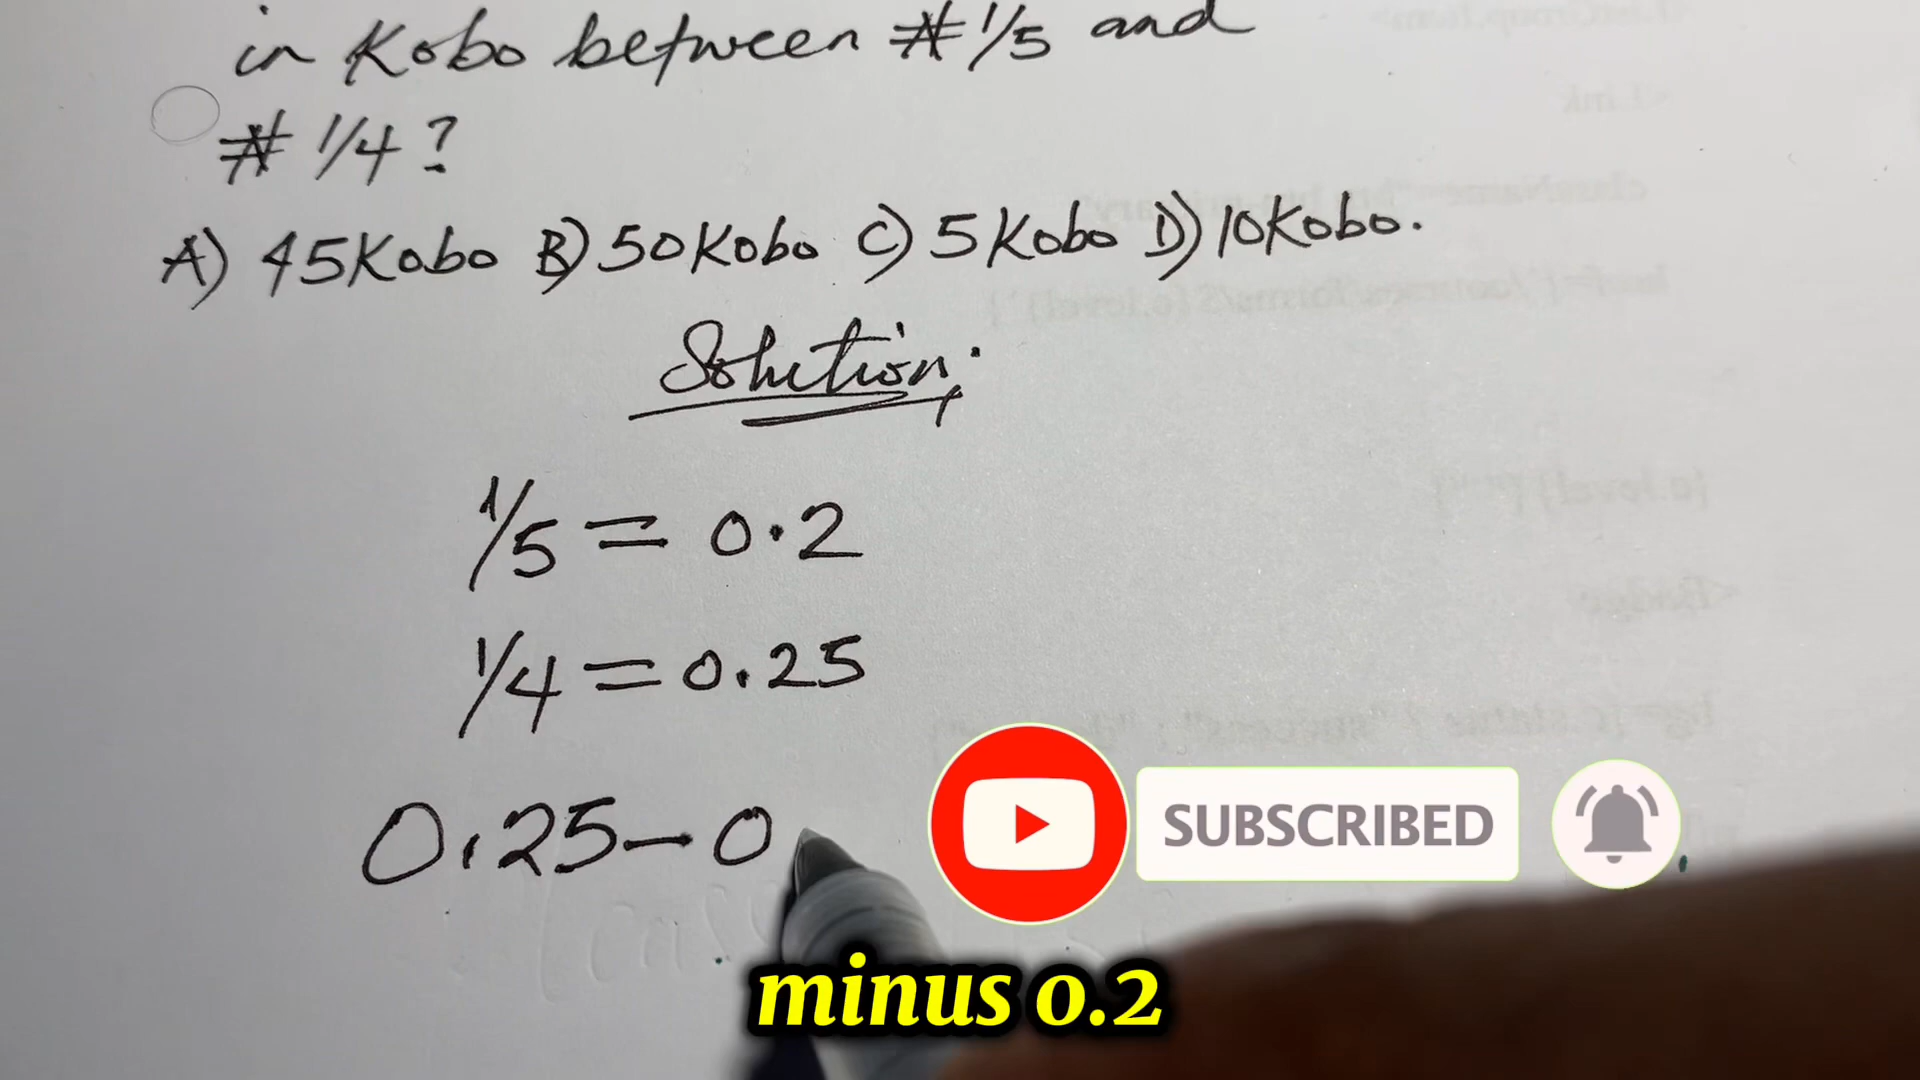 in Kobo between ₦ 1/5 and
₦ 1/4 ?
A) 45Kobo B) 50Kobo C) 5Kobo D) 10Kobo.
Solution:
1/5 = 0.2
1/4 = 0.25
0.25 - 0
SUBSCRIBED
minus 0.2